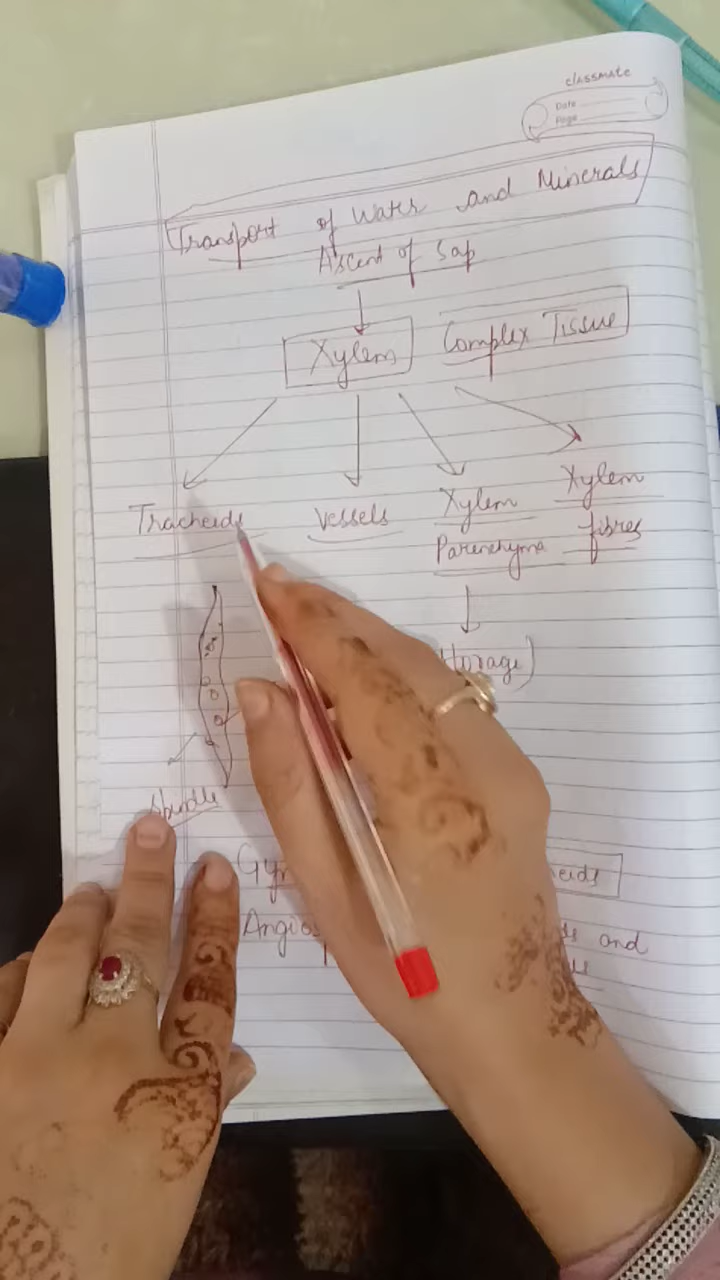 classmate
Date
Page
Transport of Water and Minerals
Ascent of Sap
Xylem Complex Tissue
Tracheids Vessels Xylem Parenchyma Xylem fibres
Spindle
and